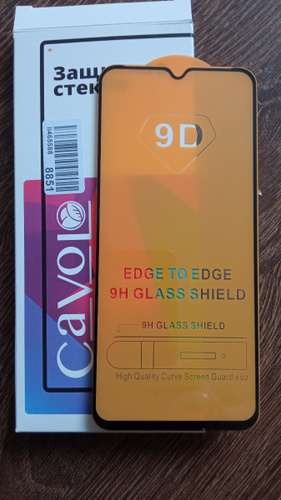 Защи
стек
8851
cavolo
9D
EDGE TO EDGE
9H GLASS SHIELD
9H GLASS SHIELD
High Quality Curve Screen Guard